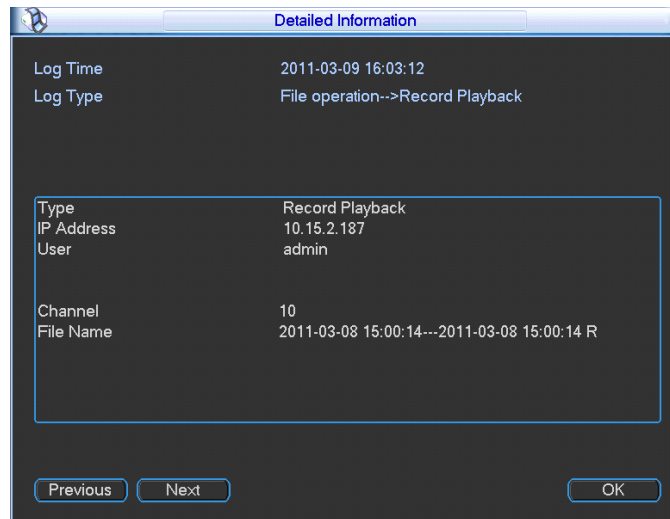 Detailed Information
Log Time 2011-03-09 16:03:12
Log Type File operation-->Record Playback
Type Record Playback
IP Address 10.15.2.187
User admin
Channel 10
File Name 2011-03-08 15:00:14---2011-03-08 15:00:14 R
Previous Next OK